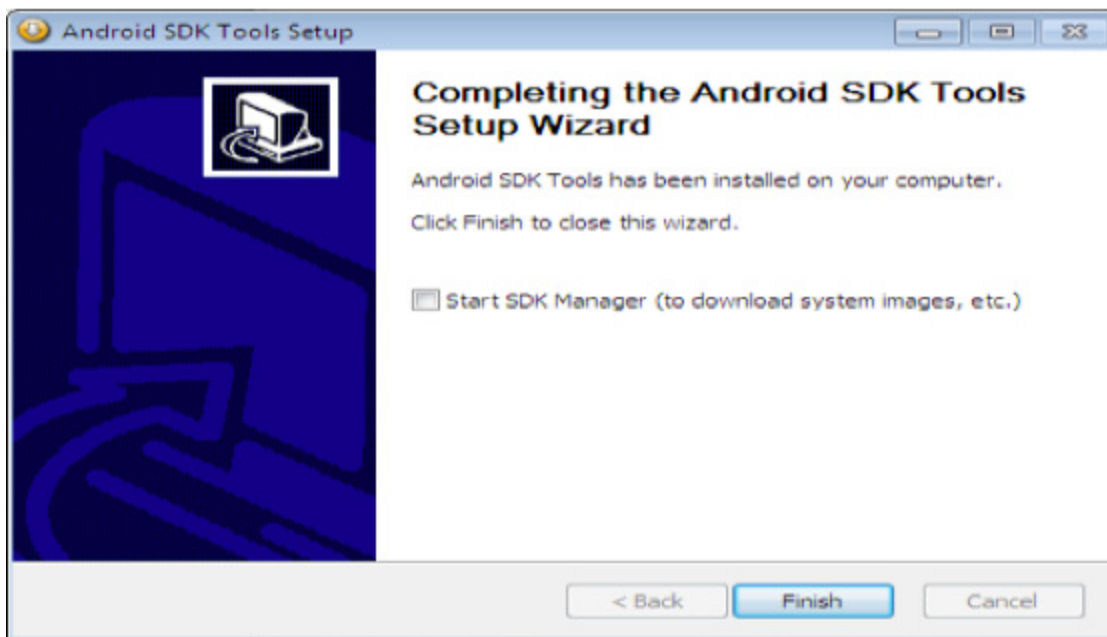 Android SDK Tools Setup
Completing the Android SDK Tools
Setup Wizard
Android SDK Tools has been installed on your computer.
Click Finish to close this wizard.
Start SDK Manager (to download system images, etc.)
< Back
Finish
Cancel